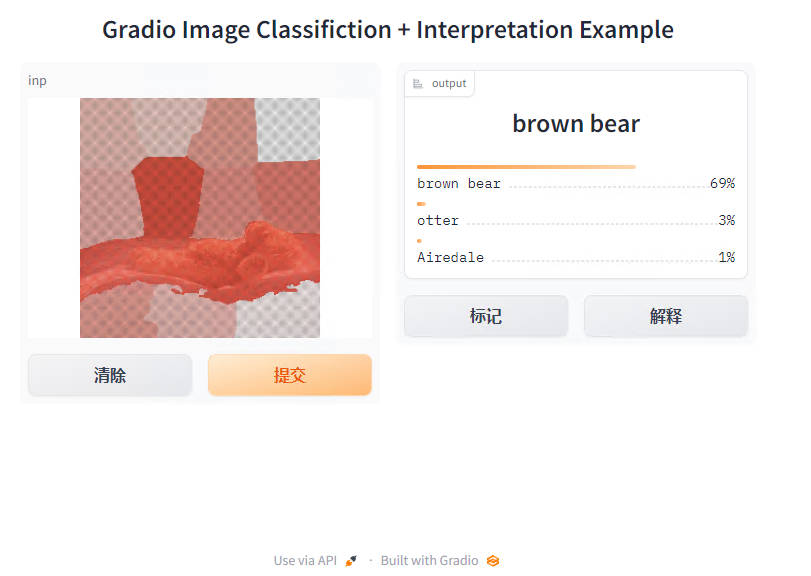 Gradio Image Classifiction + Interpretation Example
inp
output
brown bear
brown bear 69%
otter 3%
Airedale 1%
标记 解释
清除 提交
Use via API · Built with Gradio